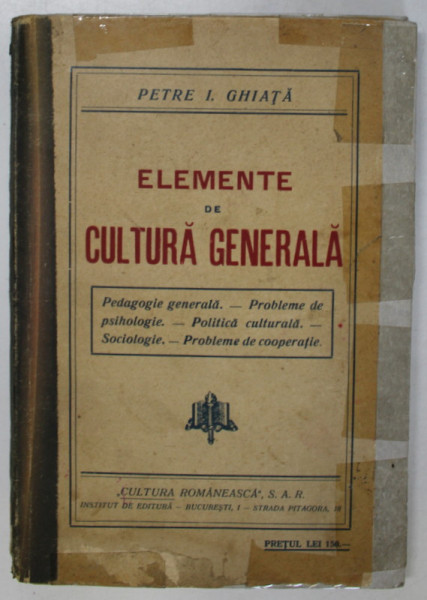 PETRE I. GHIAȚĂ
ELEMENTE
DE
CULTURĂ GENERALĂ
Pedagogie generală. — Probleme de
psihologie. — Politică culturală. —
Sociologie. — Probleme de cooperație.
„CULTURA ROMÂNEASCĂ", S. A. R.
INSTITUT DE EDITURĂ – BUCUREȘTI, I – STRADA PITAGORA, 18
PREȚUL LEI 150.—